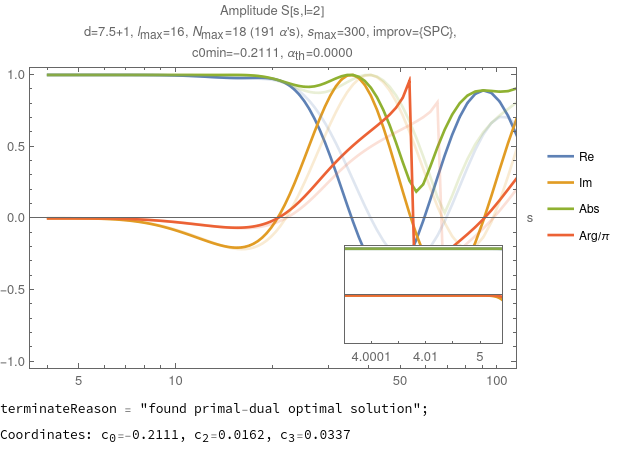 Amplitude S[s,l=2]
d=7.5+1, lmax=16, Nmax=18 (191 α's), smax=300, improv={SPC},
c0min=-0.2111, αth=0.0000
1.0
0.5
0.0
-0.5
-1.0
s
5
10
50
100
4.0001
4.01
5
Re
Im
Abs
Arg/π
terminateReason = "found primal-dual optimal solution";
Coordinates: c0=-0.2111, c2=0.0162, c3=0.0337